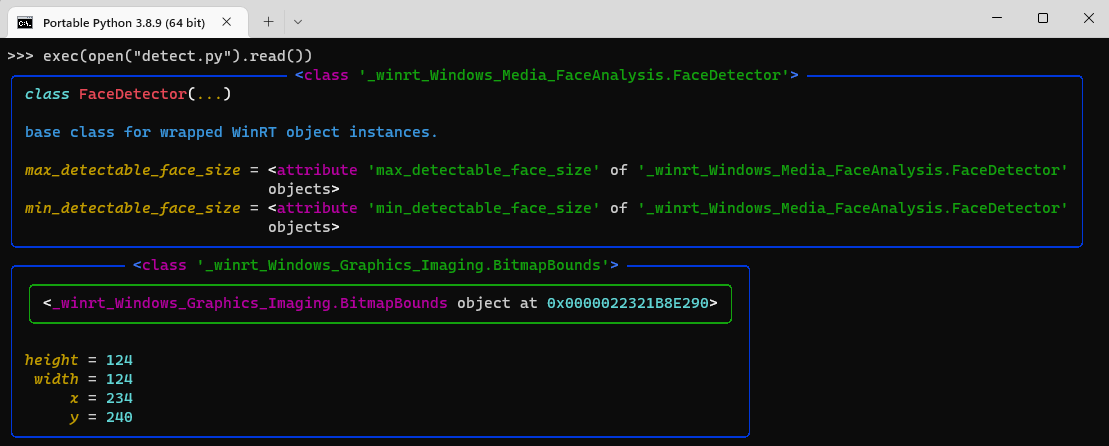 Portable Python 3.8.9 (64 bit)
>>> exec(open("detect.py").read())
<class '_winrt_Windows_Media_FaceAnalysis.FaceDetector'>
class FaceDetector(...)
base class for wrapped WinRT object instances.
max_detectable_face_size = <attribute 'max_detectable_face_size' of '_winrt_Windows_Media_FaceAnalysis.FaceDetector'
objects>
min_detectable_face_size = <attribute 'min_detectable_face_size' of '_winrt_Windows_Media_FaceAnalysis.FaceDetector'
objects>
<class '_winrt_Windows_Graphics_Imaging.BitmapBounds'>
<_winrt_Windows_Graphics_Imaging.BitmapBounds object at 0x0000022321B8E290>
height = 124
width = 124
x = 234
y = 240